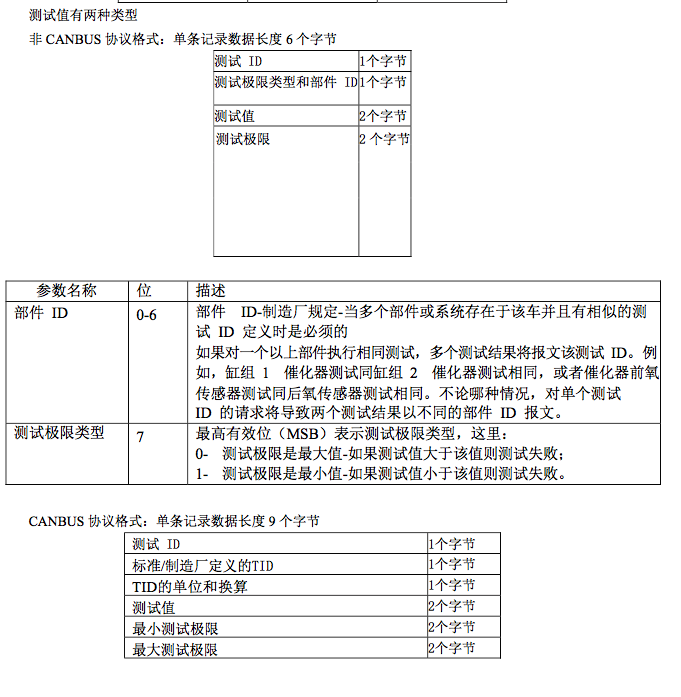 测试值有两种类型
非 CANBUS 协议格式：单条记录数据长度 6 个字节
测试 ID 1个字节
测试极限类型和部件 ID 1个字节
测试值 2个字节
测试极限 2 个字节
参数名称 位 描述
部件 ID 0-6 部件 ID-制造厂规定-当多个部件或系统存在于该车并且有相似的测
试 ID 定义时是必须的
如果对一个以上部件执行相同测试，多个测试结果将报文该测试 ID。例
如，缸组 1 催化器测试同缸组 2 催化器测试相同，或者催化器前氧
传感器测试同后氧传感器测试相同。不论哪种情况，对单个测试
ID 的请求将导致两个测试结果以不同的部件 ID 报文。
测试极限类型 7 最高有效位（MSB）表示测试极限类型，这里：
0- 测试极限是最大值-如果测试值大于该值则测试失败；
1- 测试极限是最小值-如果测试值小于该值则测试失败。
CANBUS 协议格式：单条记录数据长度 9 个字节
测试 ID 1个字节
标准/制造厂定义的TID 1个字节
TID的单位和换算 1个字节
测试值 2个字节
最小测试极限 2个字节
最大测试极限 2个字节